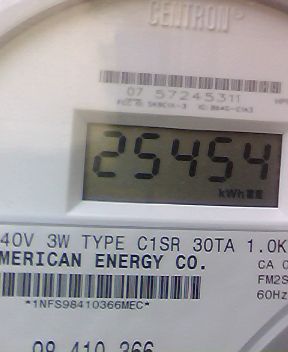 CENTRON®
07 57245311
25454
kWh
40V 3W TYPE C1SR 30TA 1.0K
MERICAN ENERGY CO.
CA 0
FM2S
60Hz
*1NFS98410366MEC*
98 410 366